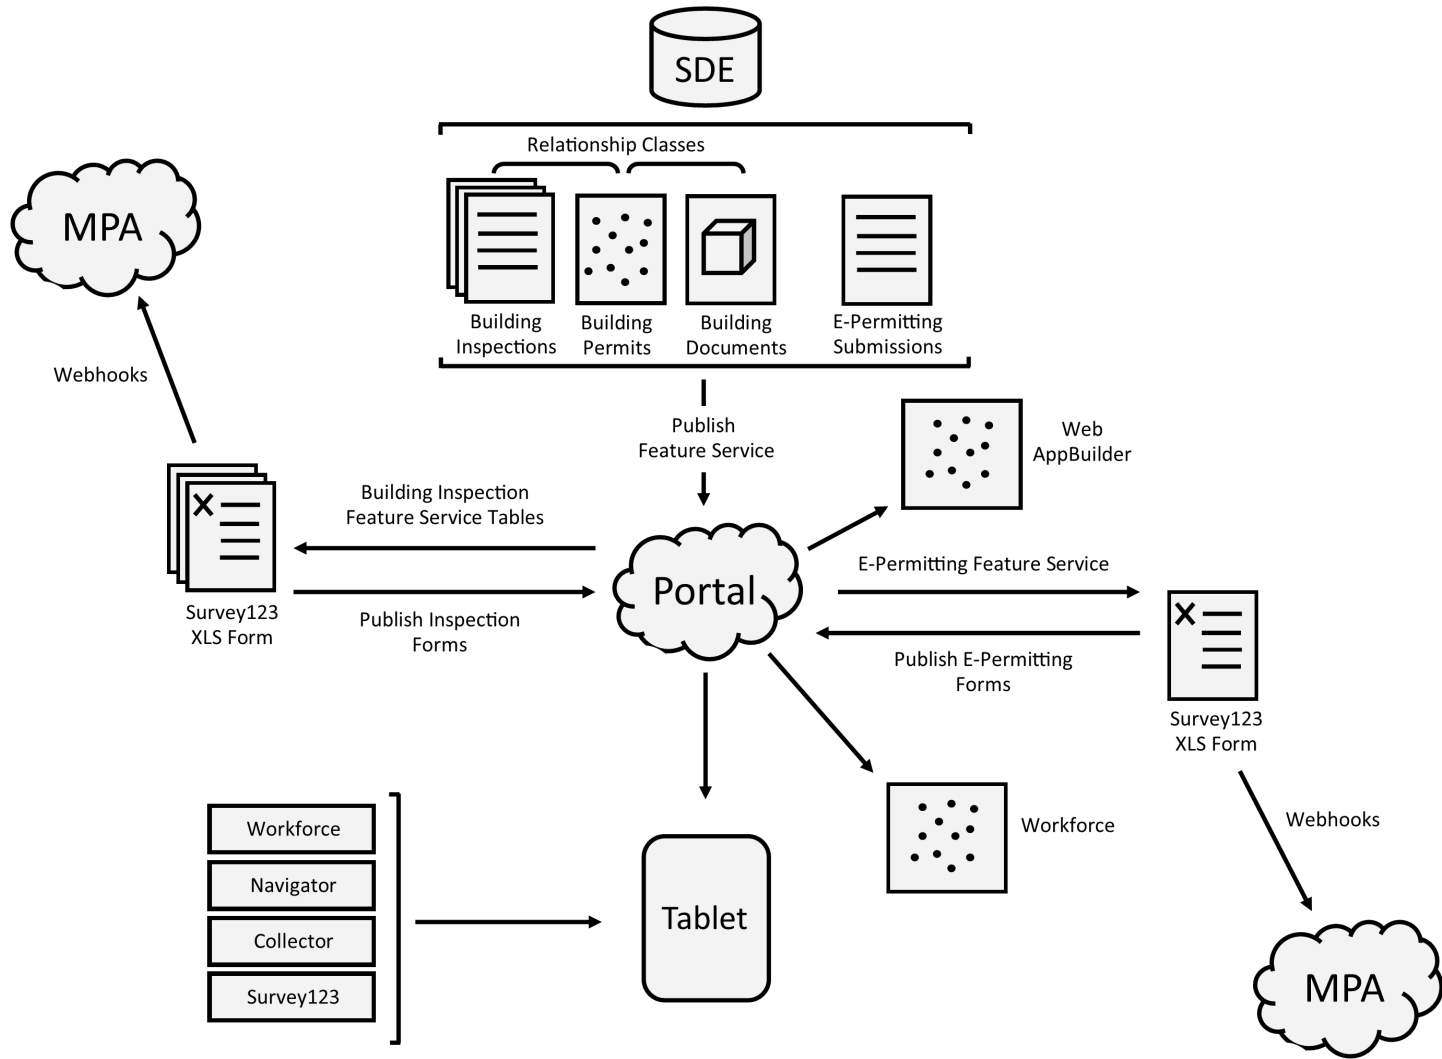 SDE
Relationship Classes
Building
Inspections
Building
Permits
Building
Documents
E-Permitting
Submissions
MPA
Webhooks
Publish
Feature Service
Web
AppBuilder
Building Inspection
Feature Service Tables
Survey123
XLS Form
Publish Inspection
Forms
Portal
E-Permitting Feature Service
Publish E-Permitting
Forms
Survey123
XLS Form
Workforce
Navigator
Collector
Survey123
Tablet
Workforce
Webhooks
MPA